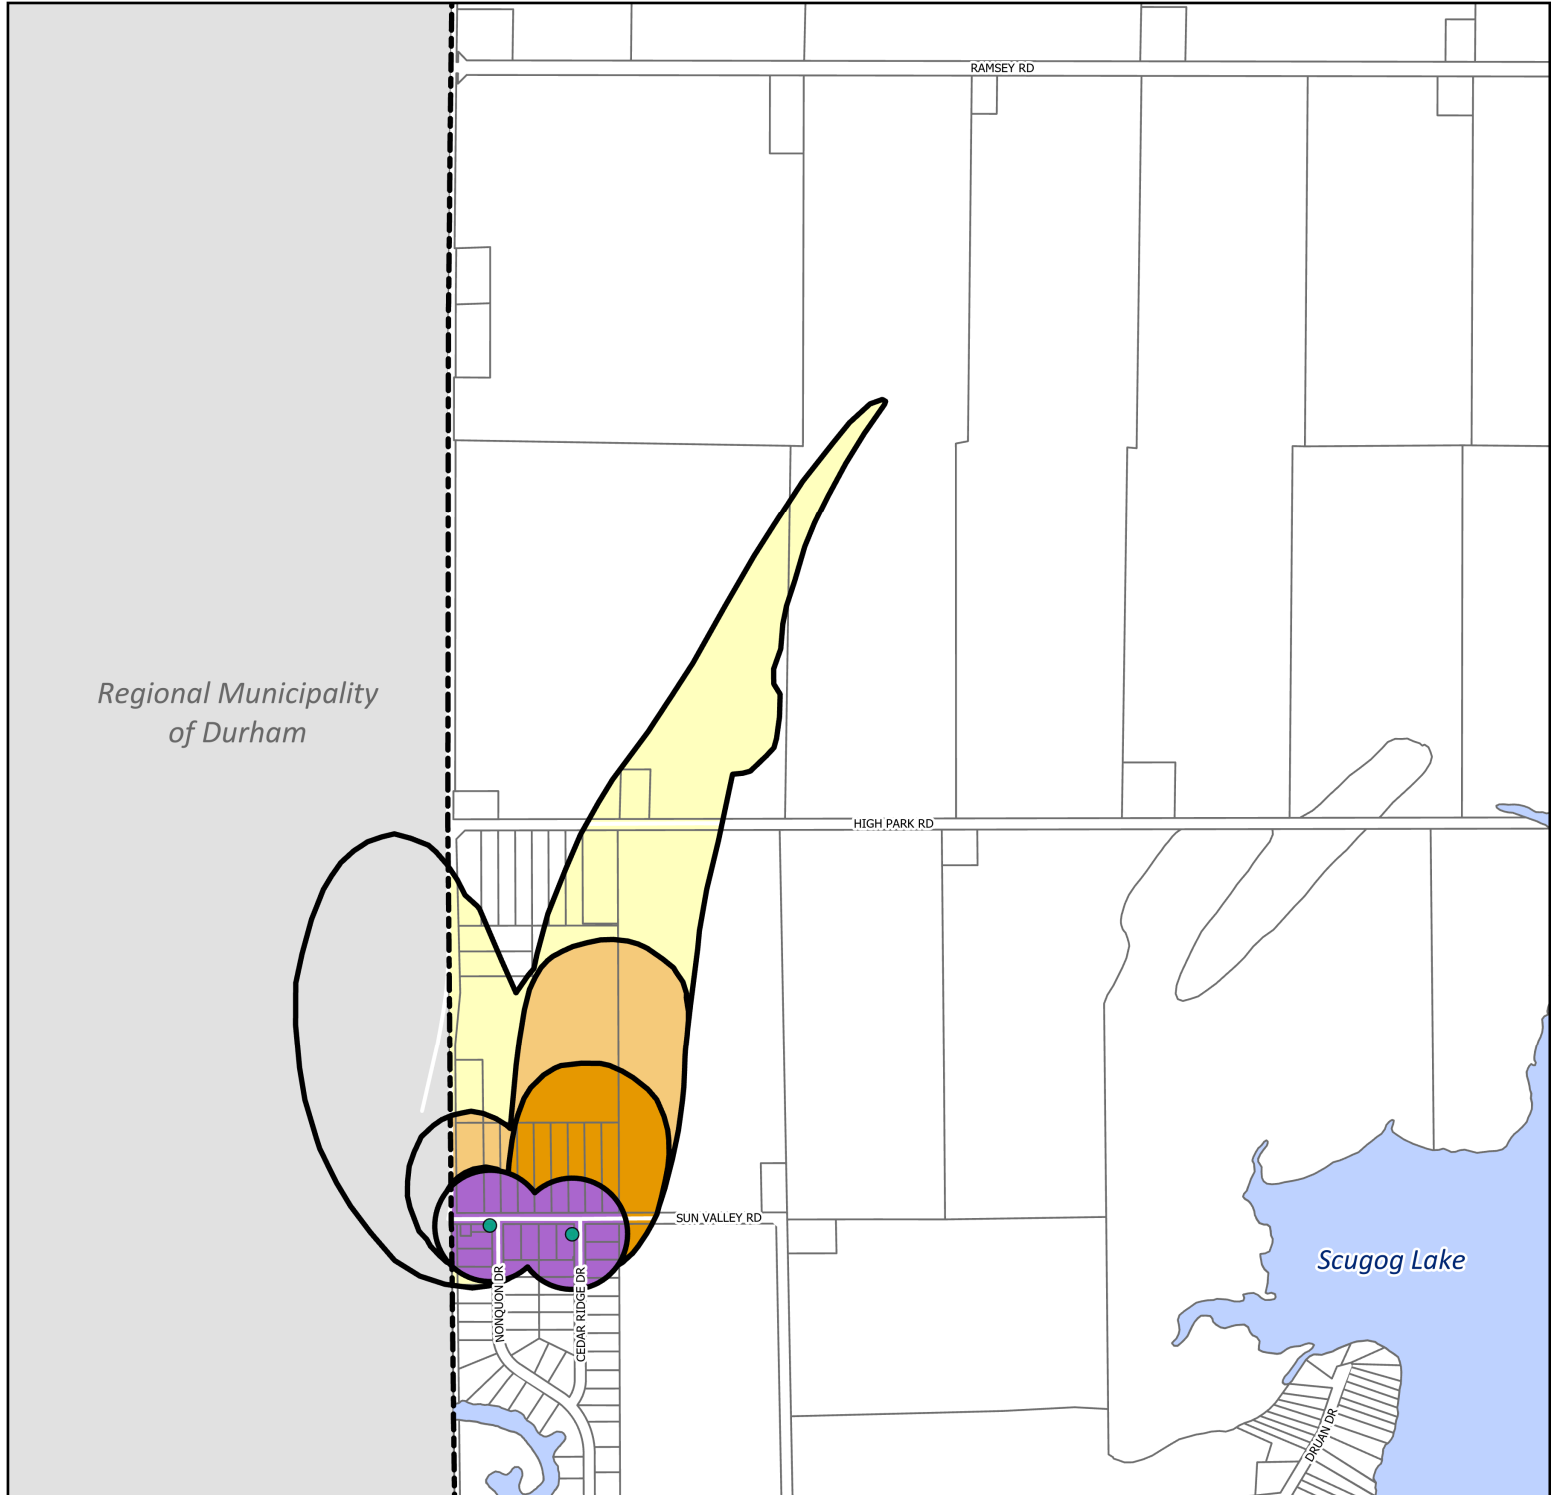 RAMSEY RD
Regional Municipality
of Durham
HIGH PARK RD
SUN VALLEY RD
Scugog Lake
NONQUON DR
CEDAR RIDGE DR
DRUAN DR